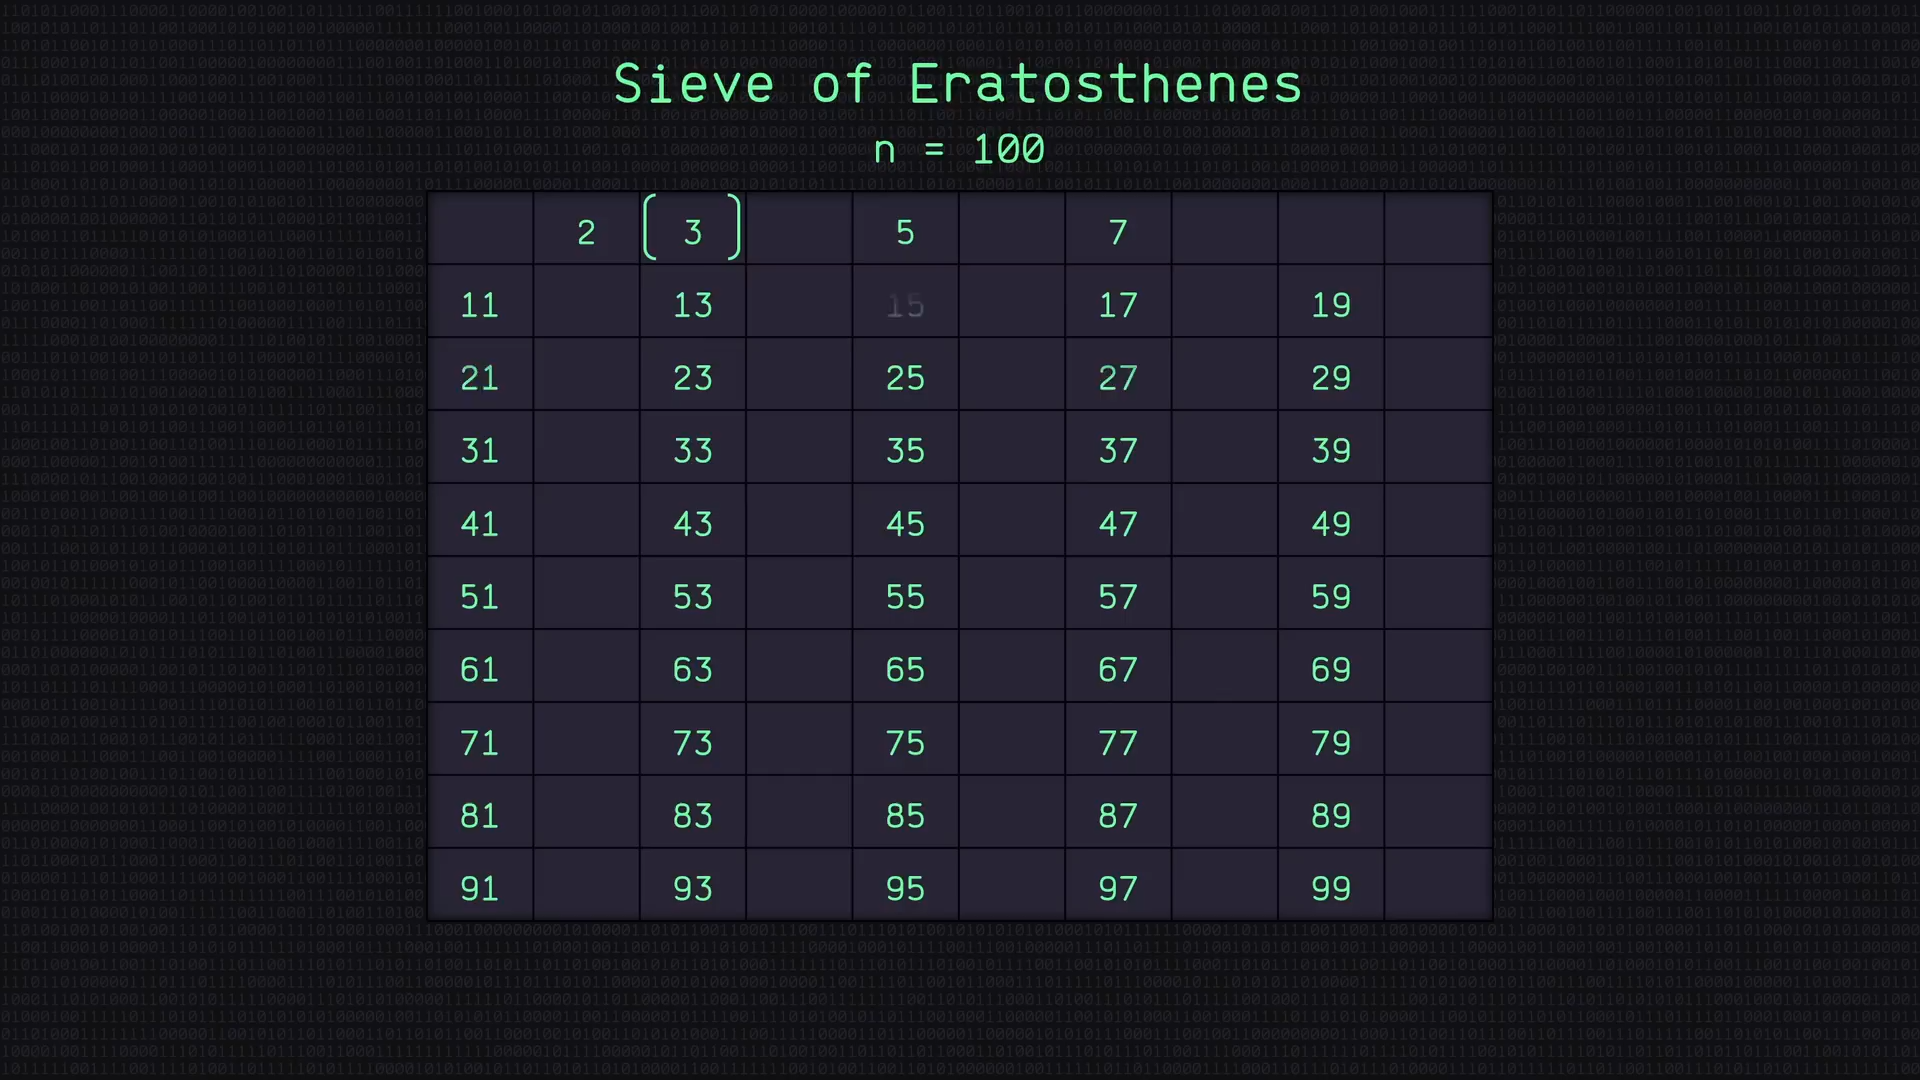 Sieve of Eratosthenes
n = 100
2 3 5 7
11 13 15 17 19
21 23 25 27 29
31 33 35 37 39
41 43 45 47 49
51 53 55 57 59
61 63 65 67 69
71 73 75 77 79
81 83 85 87 89
91 93 95 97 99